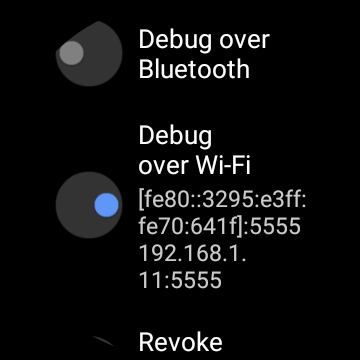 Debug over
Bluetooth
Debug
over Wi-Fi
[fe80::3295:e3ff:
fe70:641f]:5555
192.168.1.
11:5555
Revoke